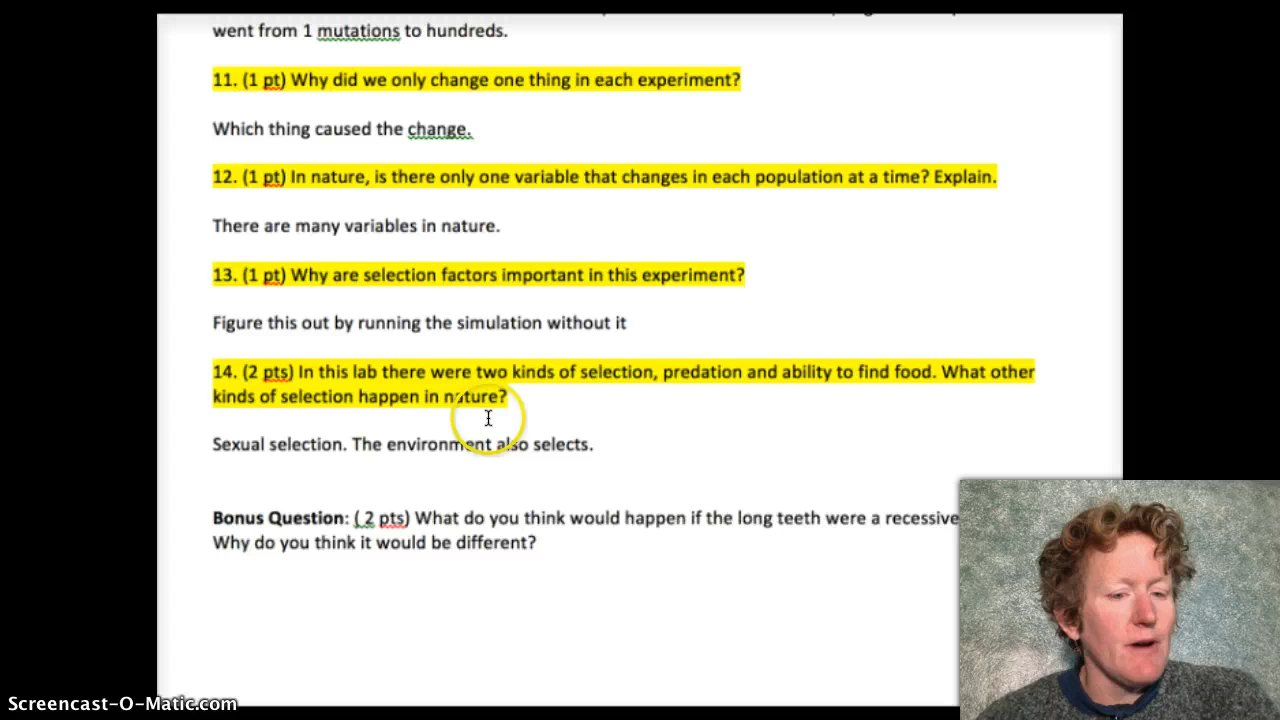 went from 1 mutations to hundreds.
11. (1 pt) Why did we only change one thing in each experiment?
Which thing caused the change.
12. (1 pt) In nature, is there only one variable that changes in each population at a time? Explain.
There are many variables in nature.
13. (1 pt) Why are selection factors important in this experiment?
Figure this out by running the simulation without it
14. (2 pts) In this lab there were two kinds of selection, predation and ability to find food. What other
kinds of selection happen in nature?
Sexual selection. The environment also selects.
Bonus Question: ( 2 pts) What do you think would happen if the long teeth were a recessive
Why do you think it would be different?
Screencast-O-Matic.com